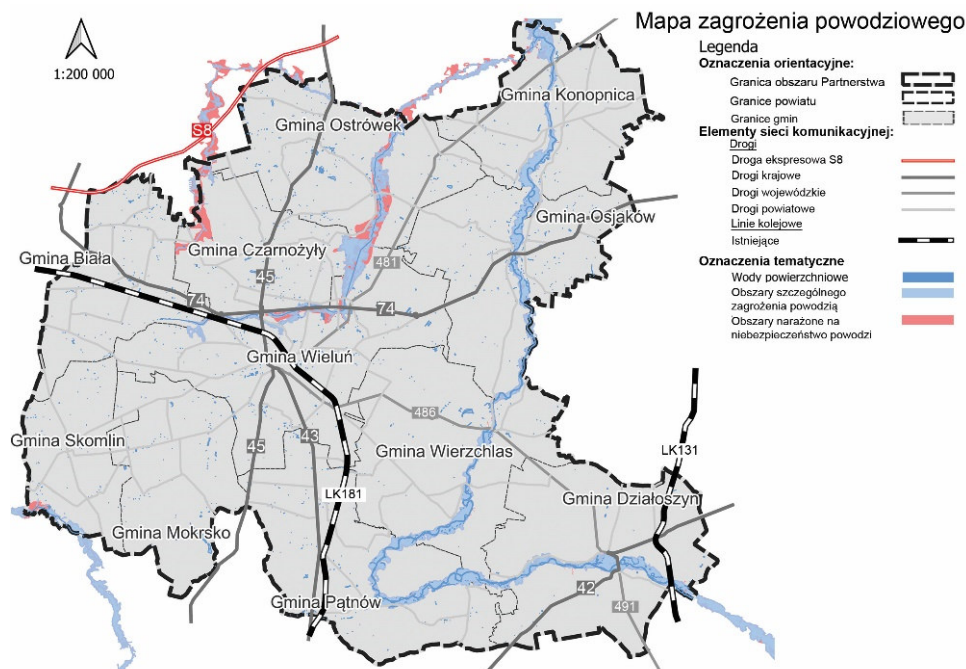 Mapa zagrożenia powodziowego
Legenda
Oznaczenia orientacyjne:
Granica obszaru Partnerstwa
Granice powiatu
Granice gmin
Elementy sieci komunikacyjnej:
Drogi
Droga ekspresowa S8
Drogi krajowe
Drogi wojewódzkie
Drogi powiatowe
Linie kolejowe
Istniejące
Oznaczenia tematyczne
Wody powierzchniowe
Obszary szczególnego
zagrożenia powodzią
Obszary narażone na
niebezpieczeństwo powodzi
1:200 000
Gmina Konopnica
S8
Gmina Ostrówek
Gmina Osjaków
Gmina Czarnożyły
481
Gmina Biała
45
74
74
Gmina Wieluń
486
Gmina Skomlin
45
43
Gmina Wierzchlas
LK131
LK181
Gmina Działoszyn
Gmina Mokrsko
42
Gmina Pątnów
491